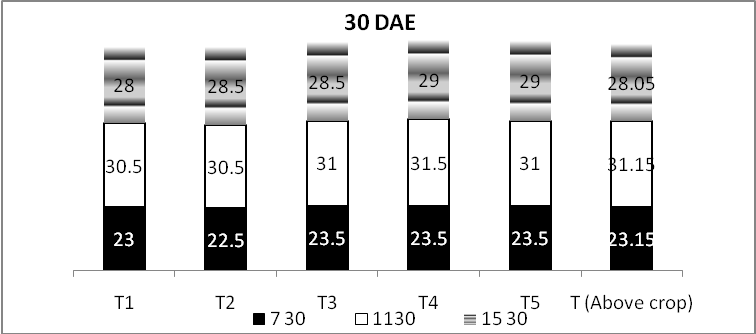 30 DAE
28 28.5 28.5 29 29 28.05
30.5 30.5 31 31.5 31 31.15
23 22.5 23.5 23.5 23.5 23.15
T1 T2 T3 T4 T5 T (Above crop)
7 30 1130 15 30